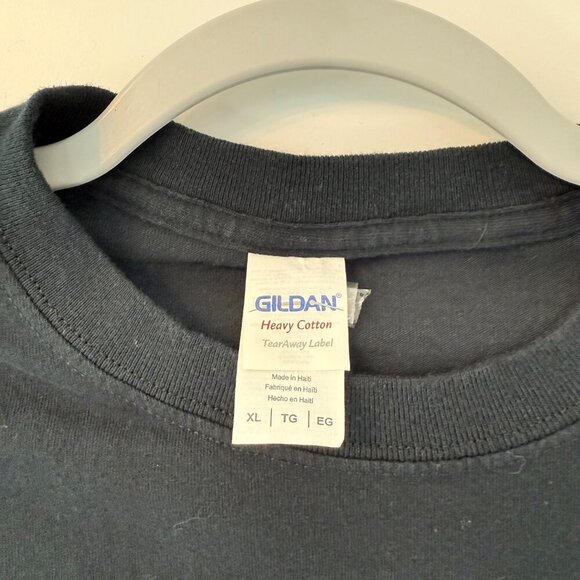 GILDAN®
Heavy Cotton
TearAway Label
Made in Haiti
Fabriqué en Haïti
Hecho en Haití
XL | TG | EG